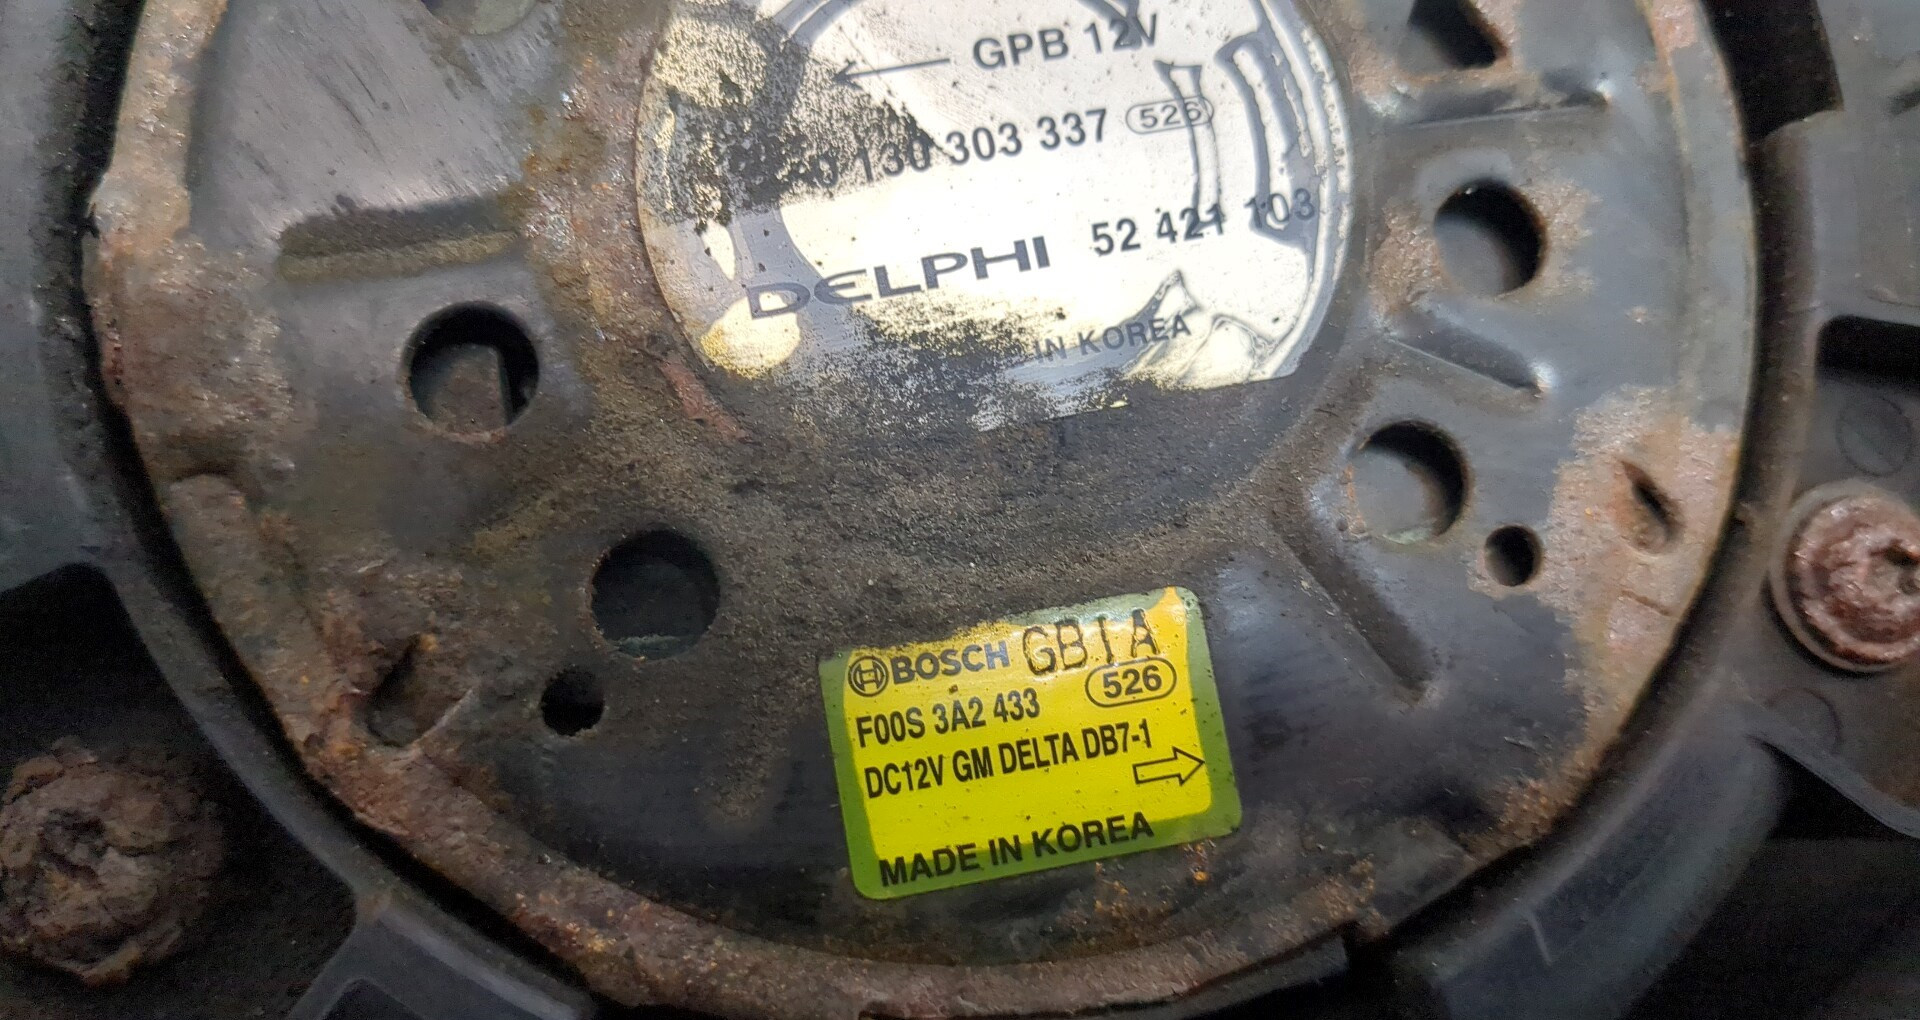 GPB 12V
0 130 303 337 526
DELPHI 52 421 103
IN KOREA
BOSCH GB1A
F00S 3A2 433 526
DC12V GM DELTA DB7-1
MADE IN KOREA